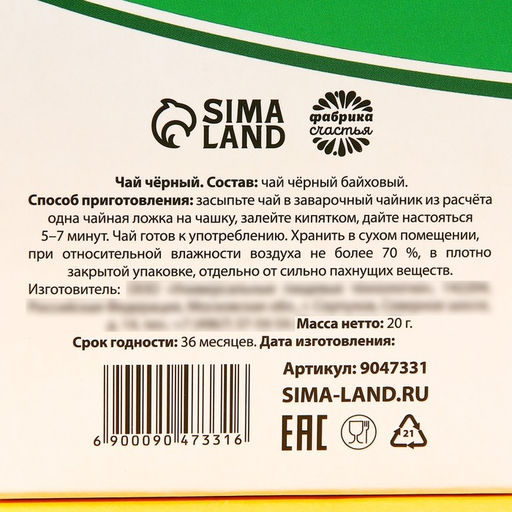 SIMA
LAND
фабрика
счастья
Чай чёрный. Состав: чай чёрный байховый.
Способ приготовления: засыпьте чай в заварочный чайник из расчёта
одна чайная ложка на чашку, залейте кипятком, дайте настояться
5–7 минут. Чай готов к употреблению. Хранить в сухом помещении,
при относительной влажности воздуха не более 70 %, в плотно
закрытой упаковке, отдельно от сильно пахнущих веществ.
Изготовитель:
Масса нетто: 20 г.
Срок годности: 36 месяцев. Дата изготовления:
Артикул: 9047331
SIMA-LAND.RU
6 900090 473316
EAC
21